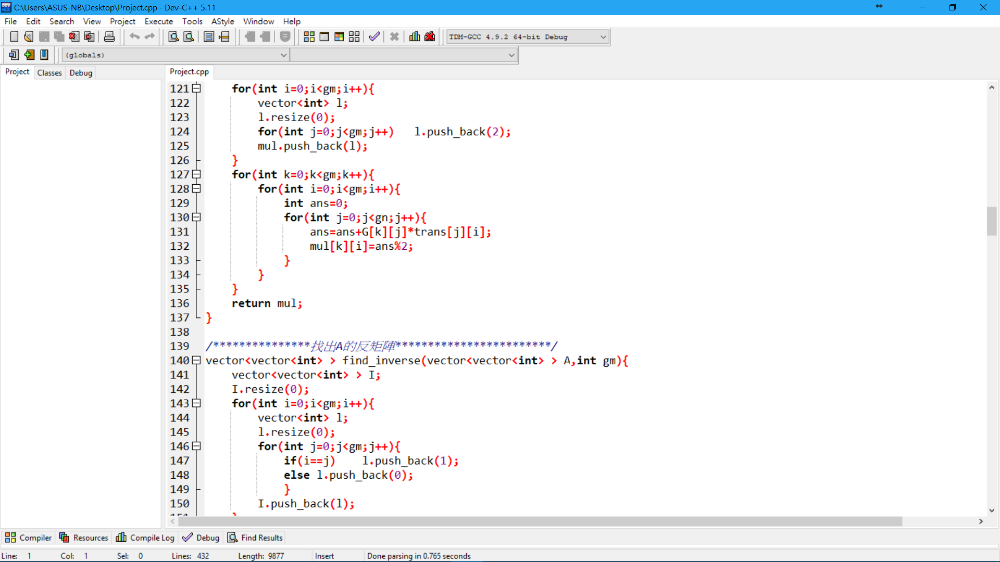 C:\Users\ASUS-NB\Desktop\Project.cpp - Dev-C++ 5.11
File Edit Search View Project Execute Tools AStyle Window Help
TDM-GCC 4.9.2 64-bit Debug
(globals)
Project Classes Debug
Project.cpp
121 for(int i=0;i<gm;i++){
122 vector<int> l;
123 l.resize(0);
124 for(int j=0;j<gm;j++) l.push_back(2);
125 mul.push_back(l);
126 }
127 for(int k=0;k<gm;k++){
128 for(int i=0;i<gm;i++){
129 int ans=0;
130 for(int j=0;j<gn;j++){
131 ans=ans+G[k][j]*trans[j][i];
132 mul[k][i]=ans%2;
133 }
134 }
135 }
136 return mul;
137 }
138
139 /***************找出A的反矩陣************************/
140 vector<vector<int> > find_inverse(vector<vector<int> > A,int gm){
141 vector<vector<int> > I;
142 I.resize(0);
143 for(int i=0;i<gm;i++){
144 vector<int> l;
145 l.resize(0);
146 for(int j=0;j<gm;j++){
147 if(i==j) l.push_back(1);
148 else l.push_back(0);
149 }
150 I.push_back(l);
Compiler Resources Compile Log Debug Find Results
Line: 1 Col: 1 Sel: 0 Lines: 432 Length: 9877 Insert Done parsing in 0.765 seconds